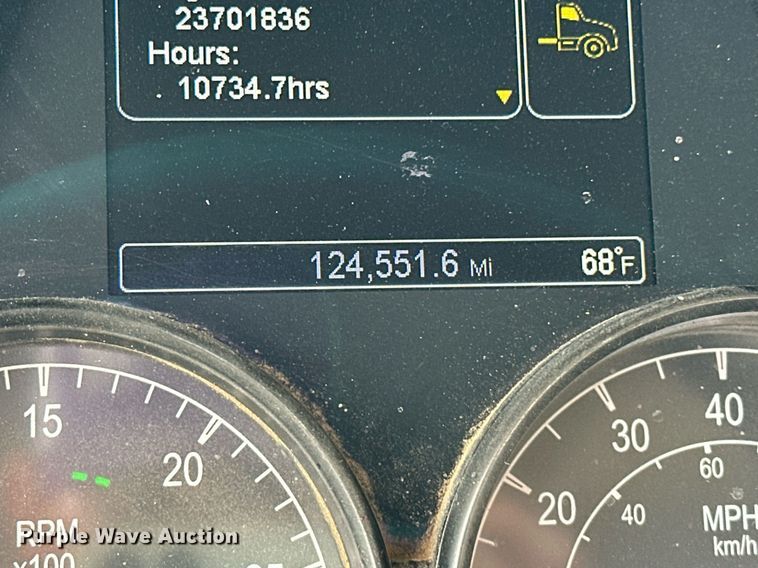 23701836
Hours:
10734.7hrs
124,551.6 Mi 68°F
15
20
RPM
x100
20
30
40
40
60
MPH
km/h
Purple Wave Auction